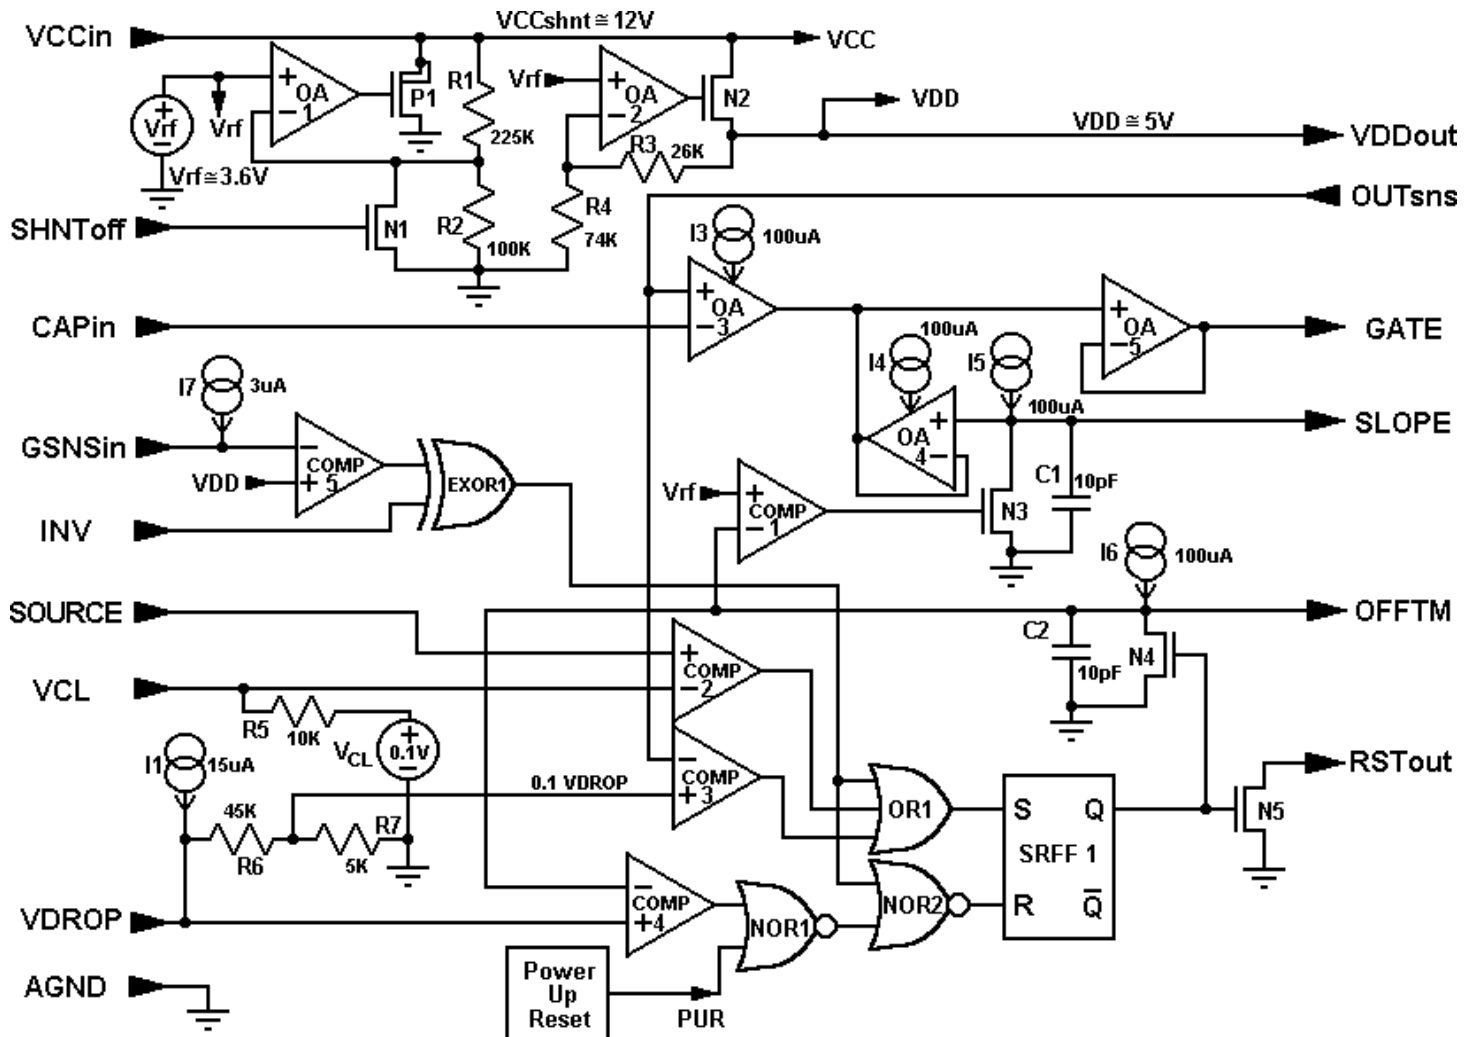 VCCin
VCCshnt ≅ 12V
VCC
+
OA
−
1
P1
R1
225K
Vrf
+
OA
−
2
N2
VDD
+
Vrf
−
Vrf
Vrf ≅ 3.6V
R3
26K
VDD ≅ 5V
VDDout
OUTsns
SHNToff
N1
R2
100K
R4
74K
I3
100uA
CAPin
+
OA
−
3
+
OA
−
5
GATE
I7
3uA
I4
100uA
I5
100uA
GSNSin
VDD
−
COMP
+
5
EXOR1
+
OA
4
−
SLOPE
INV
Vrf
+
COMP
−
1
N3
C1
10pF
I6
100uA
SOURCE
+
COMP
−
2
C2
10pF
N4
OFFTM
VCL
R5
10K
VCL
+
0.1V
−
I1
15uA
0.1 VDROP
−
COMP
+
3
RSTout
45K
R6
R7
5K
OR1
S
Q
SRFF 1
R
Q̅
N5
VDROP
−
COMP
+
4
NOR1
NOR2
AGND
Power
Up
Reset
PUR